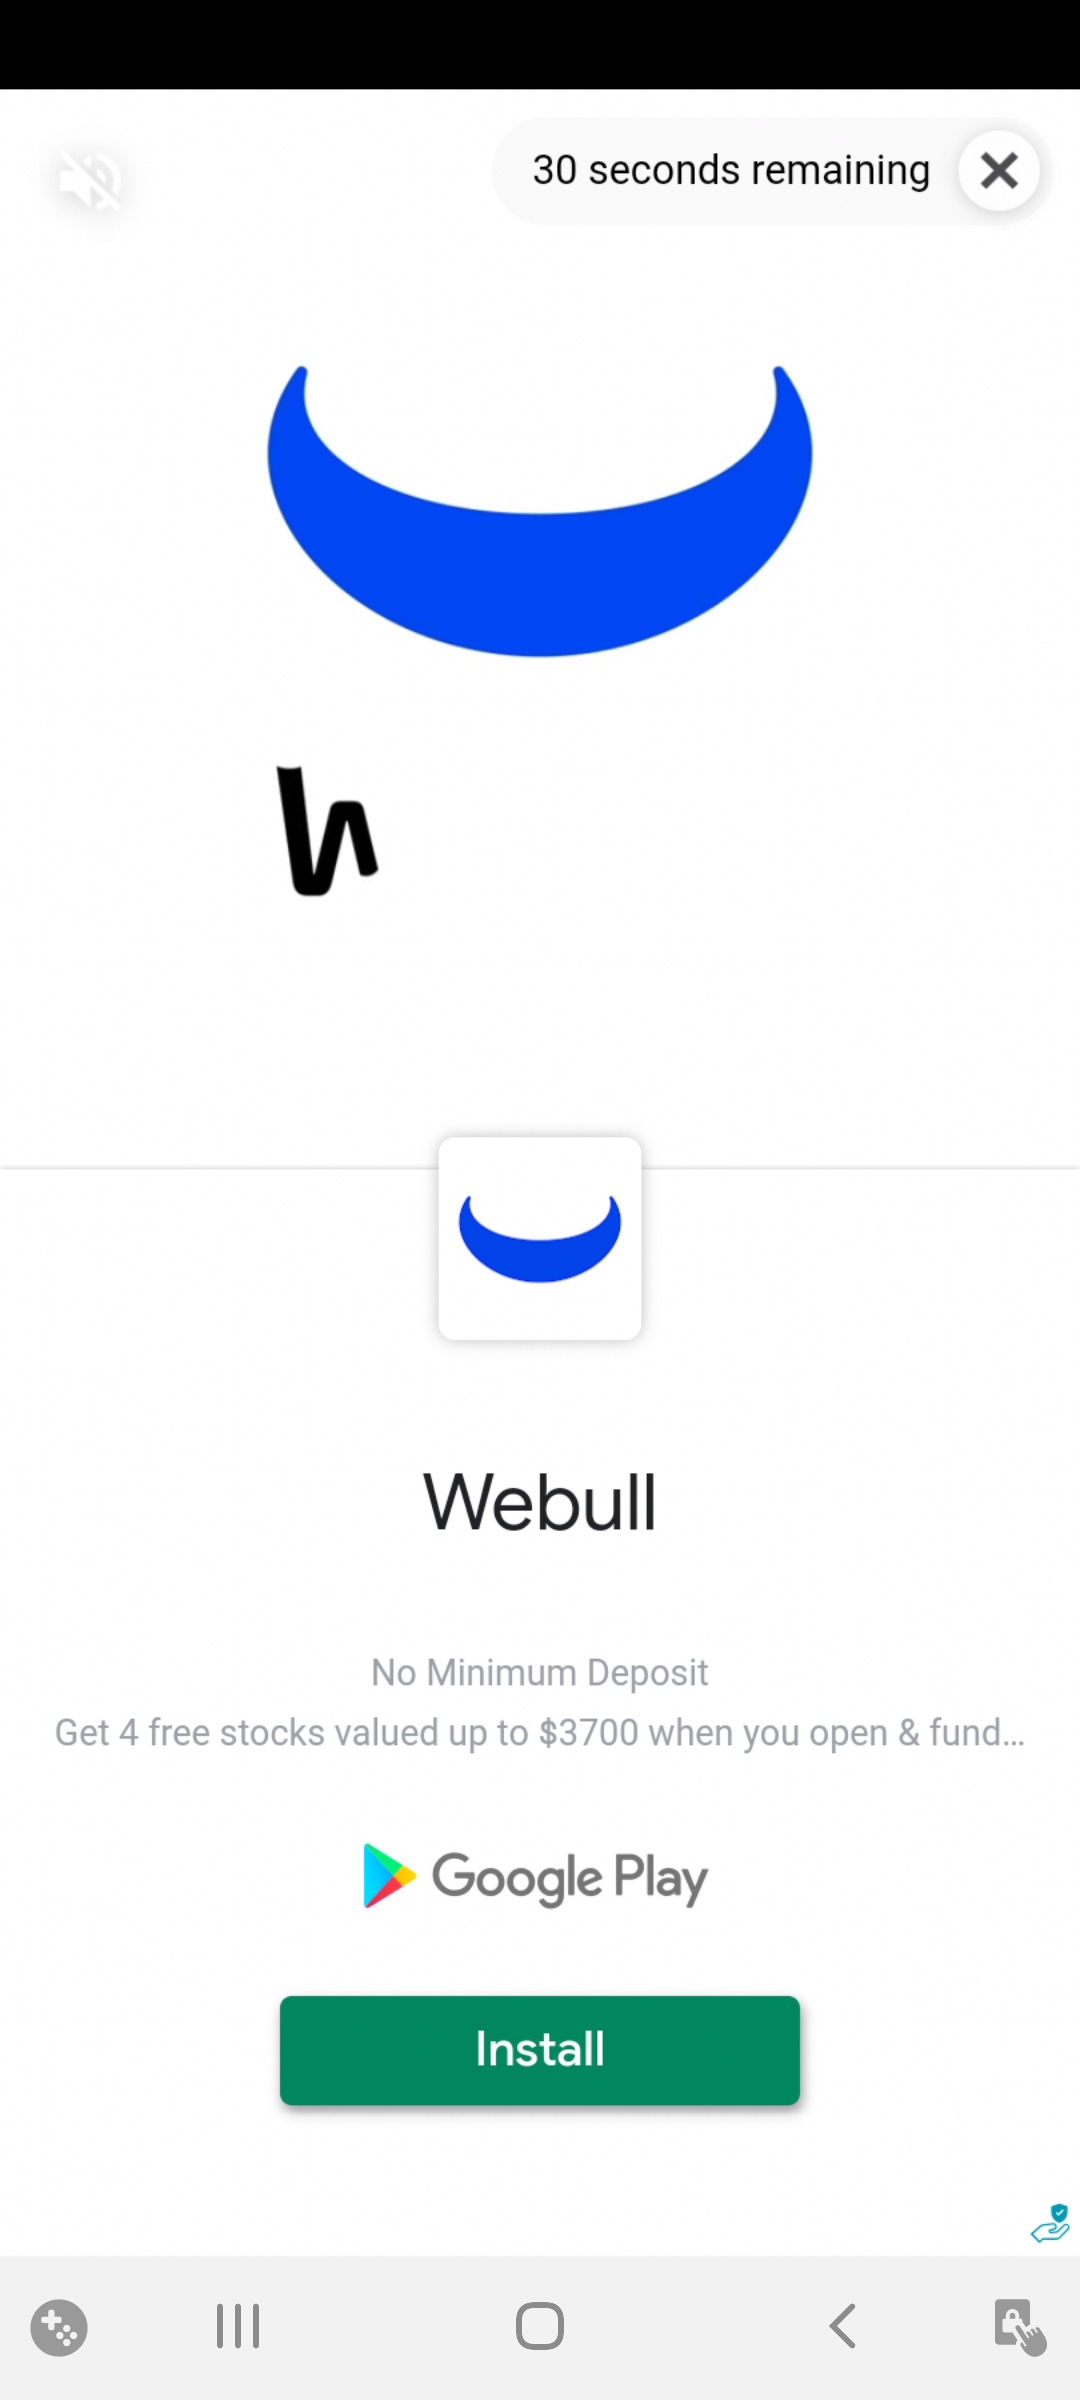 30 seconds remaining
Webull
No Minimum Deposit
Get 4 free stocks valued up to $3700 when you open & fund...
Google Play
Install